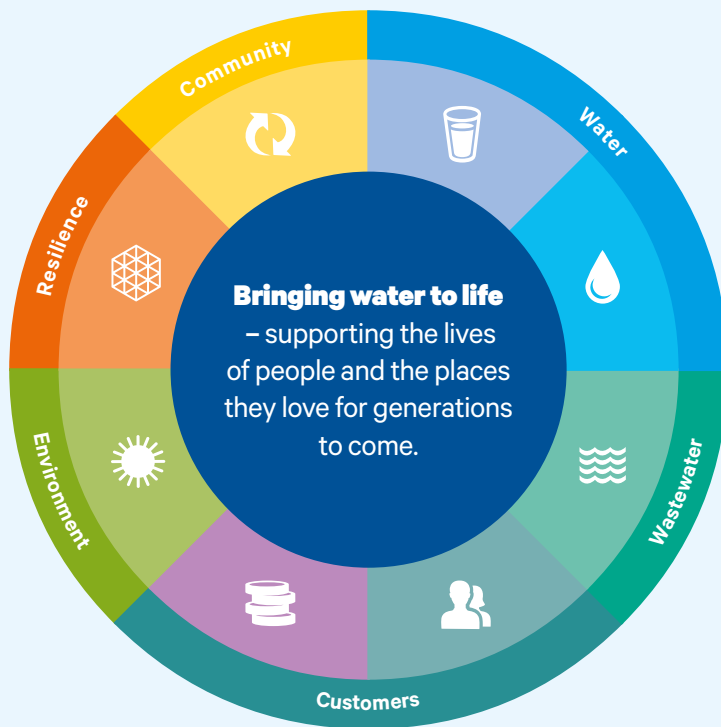 Community
Water
Resilience
Bringing water to life
– supporting the lives
of people and the places
they love for generations
to come.
Environment
Wastewater
Customers